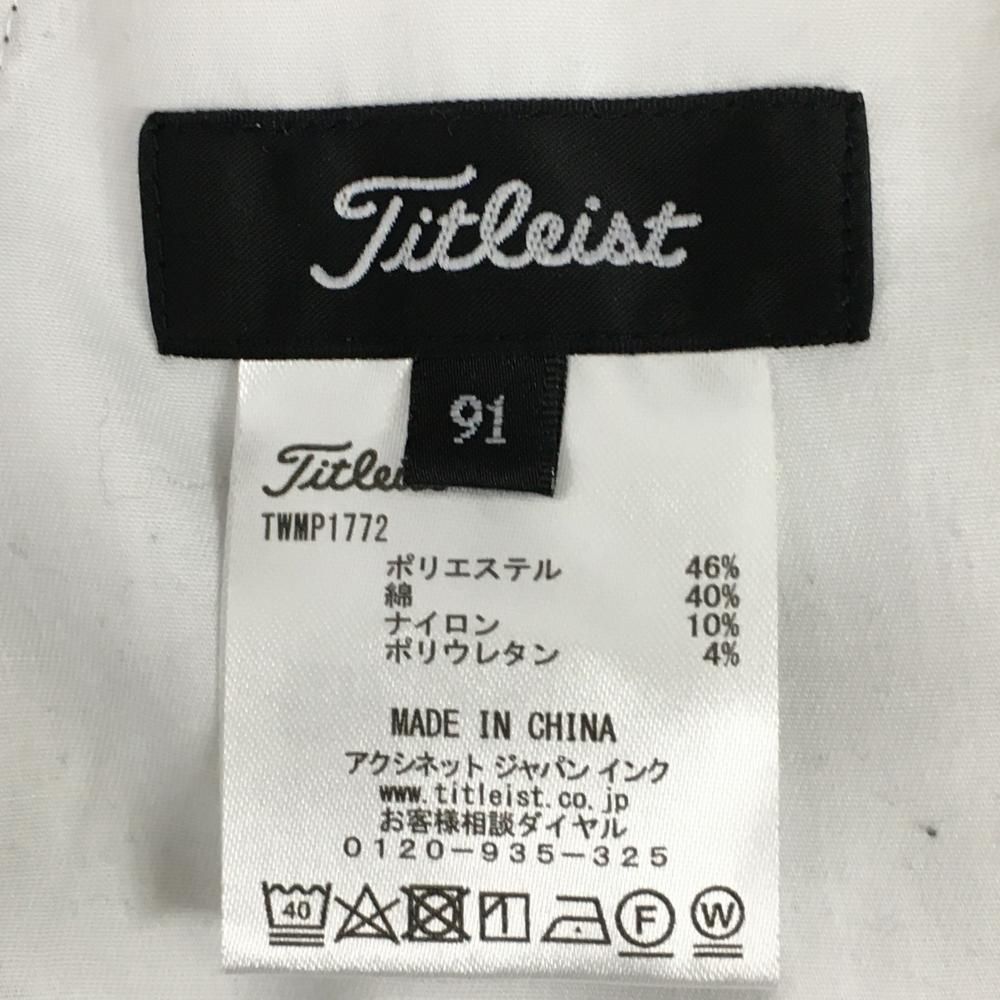 Titleist
91
Titleis
TWMP1772
ポリエステル 46%
綿 40%
ナイロン 10%
ポリウレタン 4%
MADE IN CHINA
アクシネット ジャパン インク
www.titleist.co.jp
お客様相談ダイヤル
0120-935-325
40 1 F W